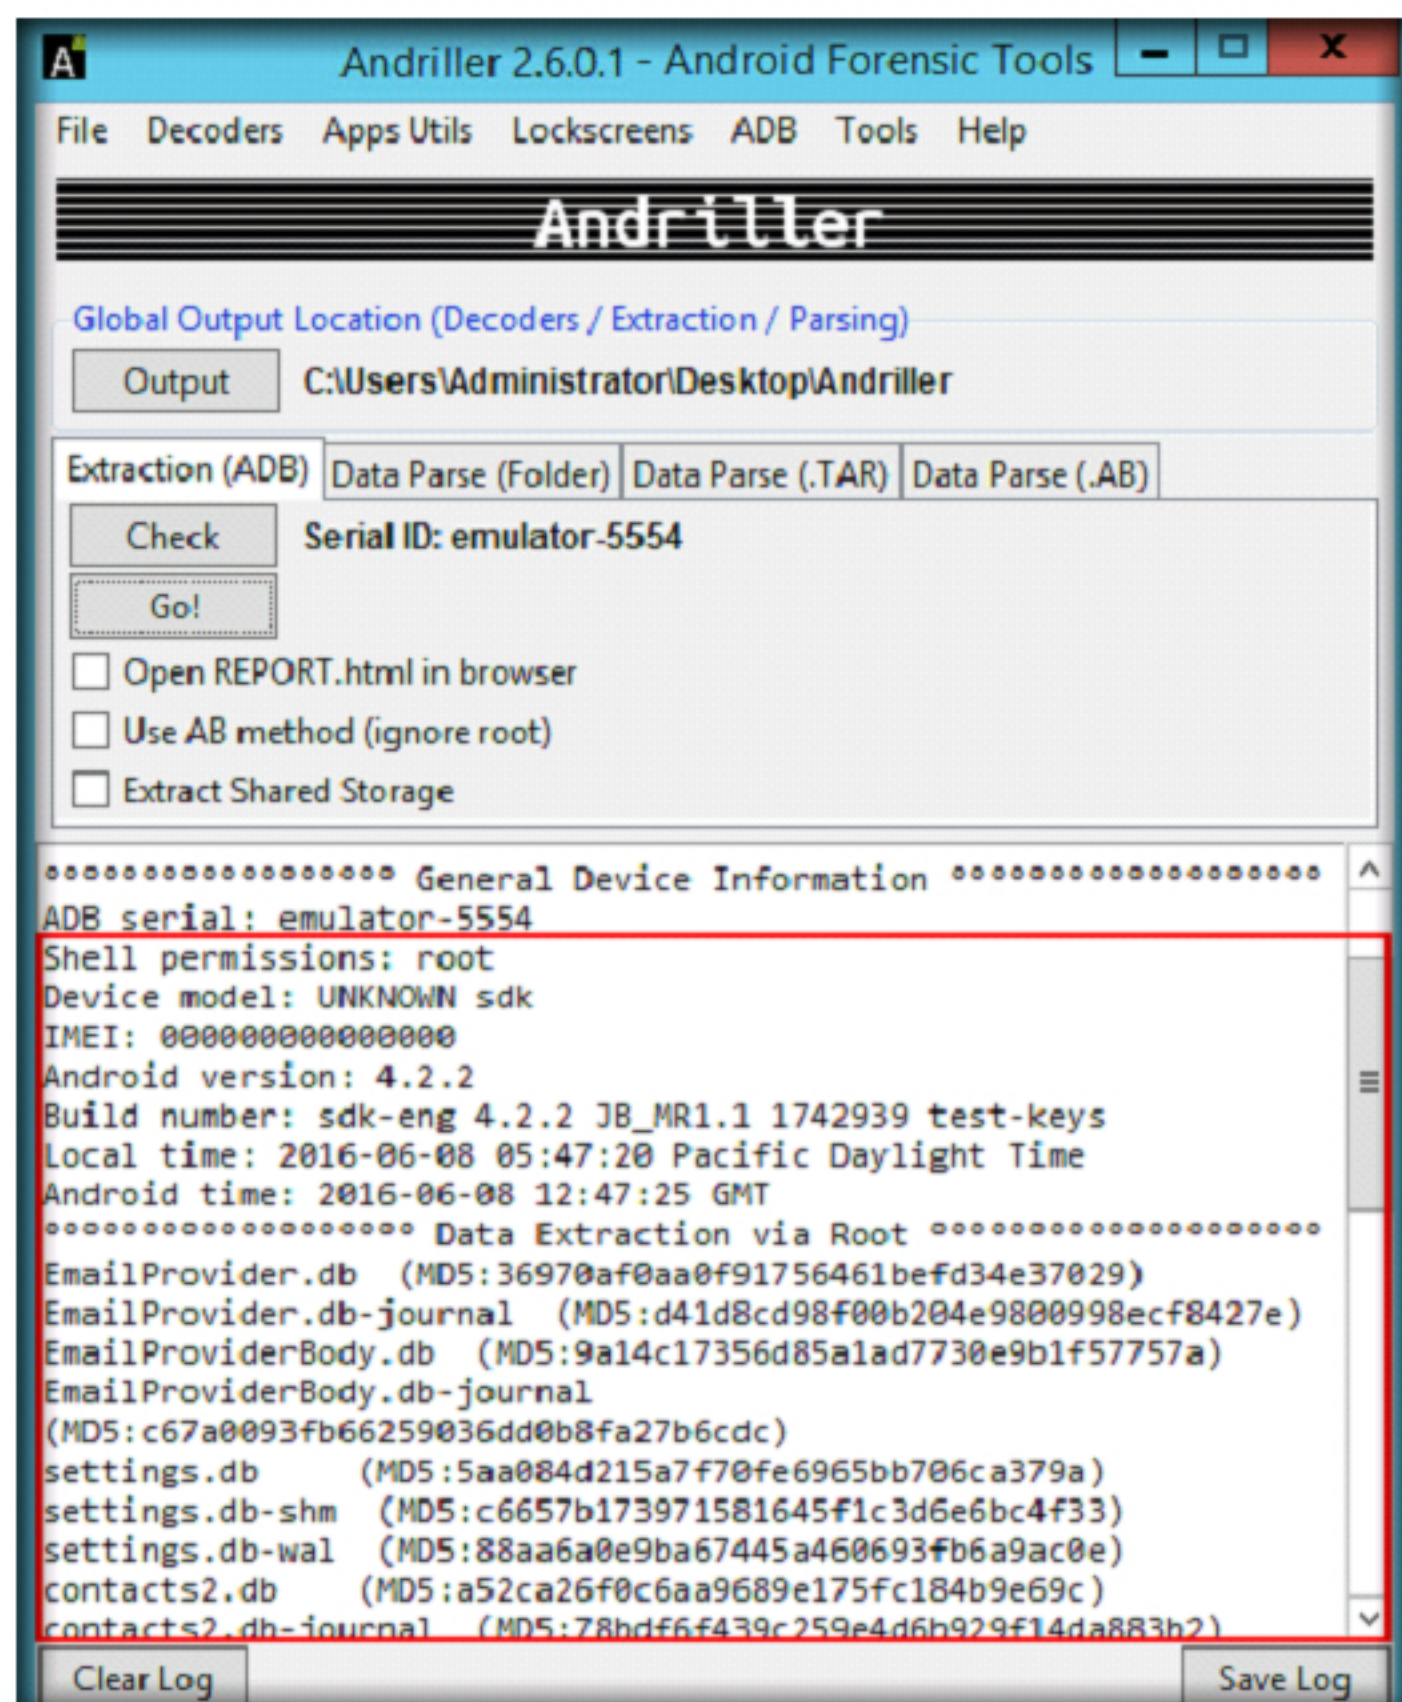 Andriller 2.6.0.1 - Android Forensic Tools
File Decoders Apps Utils Lockscreens ADB Tools Help
Andriller
Global Output Location (Decoders / Extraction / Parsing)
Output C:\Users\Administrator\Desktop\Andriller
Extraction (ADB) Data Parse (Folder) Data Parse (.TAR) Data Parse (.AB)
Check Serial ID: emulator-5554
Go!
Open REPORT.html in browser
Use AB method (ignore root)
Extract Shared Storage
°°°°°°°°°°°°°°°°°° General Device Information °°°°°°°°°°°°°°°°°°°
ADB serial: emulator-5554
Shell permissions: root
Device model: UNKNOWN sdk
IMEI: 000000000000000
Android version: 4.2.2
Build number: sdk-eng 4.2.2 JB_MR1.1 1742939 test-keys
Local time: 2016-06-08 05:47:20 Pacific Daylight Time
Android time: 2016-06-08 12:47:25 GMT
°°°°°°°°°°°°°°°°°°° Data Extraction via Root °°°°°°°°°°°°°°°°°°°°
EmailProvider.db (MD5:36970af0aa0f91756461befd34e37029)
EmailProvider.db-journal (MD5:d41d8cd98f00b204e9800998ecf8427e)
EmailProviderBody.db (MD5:9a14c17356d85a1ad7730e9b1f57757a)
EmailProviderBody.db-journal
(MD5:c67a0093fb66259036dd0b8fa27b6cdc)
settings.db (MD5:5aa084d215a7f70fe6965bb706ca379a)
settings.db-shm (MD5:c6657b173971581645f1c3d6e6bc4f33)
settings.db-wal (MD5:88aa6a0e9ba67445a460693fb6a9ac0e)
contacts2.db (MD5:a52ca26f0c6aa9689e175fc184b9e69c)
contacts2.db-journal (MD5:78bdf6f439c259e4d6b929f14da883b2)
Clear Log Save Log